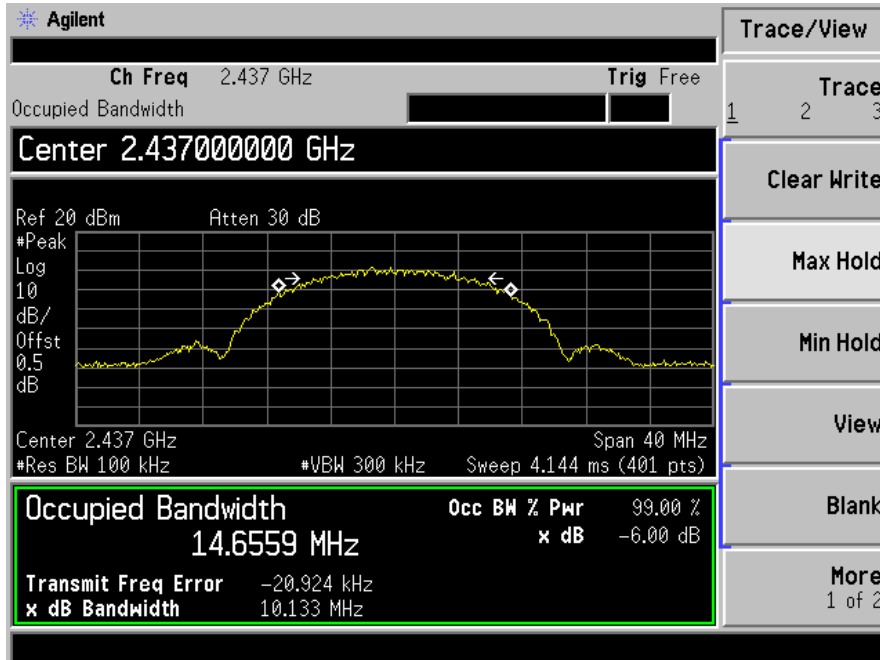 Agilent
Trace/View
Ch Freq 2.437 GHz Trig Free
Occupied Bandwidth
Center 2.437000000 GHz
Ref 20 dBm Atten 30 dB
#Peak
Log
10
dB/
Offst
0.5
dB
Center 2.437 GHz Span 40 MHz
#Res BW 100 kHz #VBW 300 kHz Sweep 4.144 ms (401 pts)
Occupied Bandwidth Occ BW % Pwr 99.00 %
14.6559 MHz x dB -6.00 dB
Transmit Freq Error -20.924 kHz
x dB Bandwidth 10.133 MHz
Trace
1 2 3
Clear Write
Max Hold
Min Hold
View
Blank
More
1 of 2